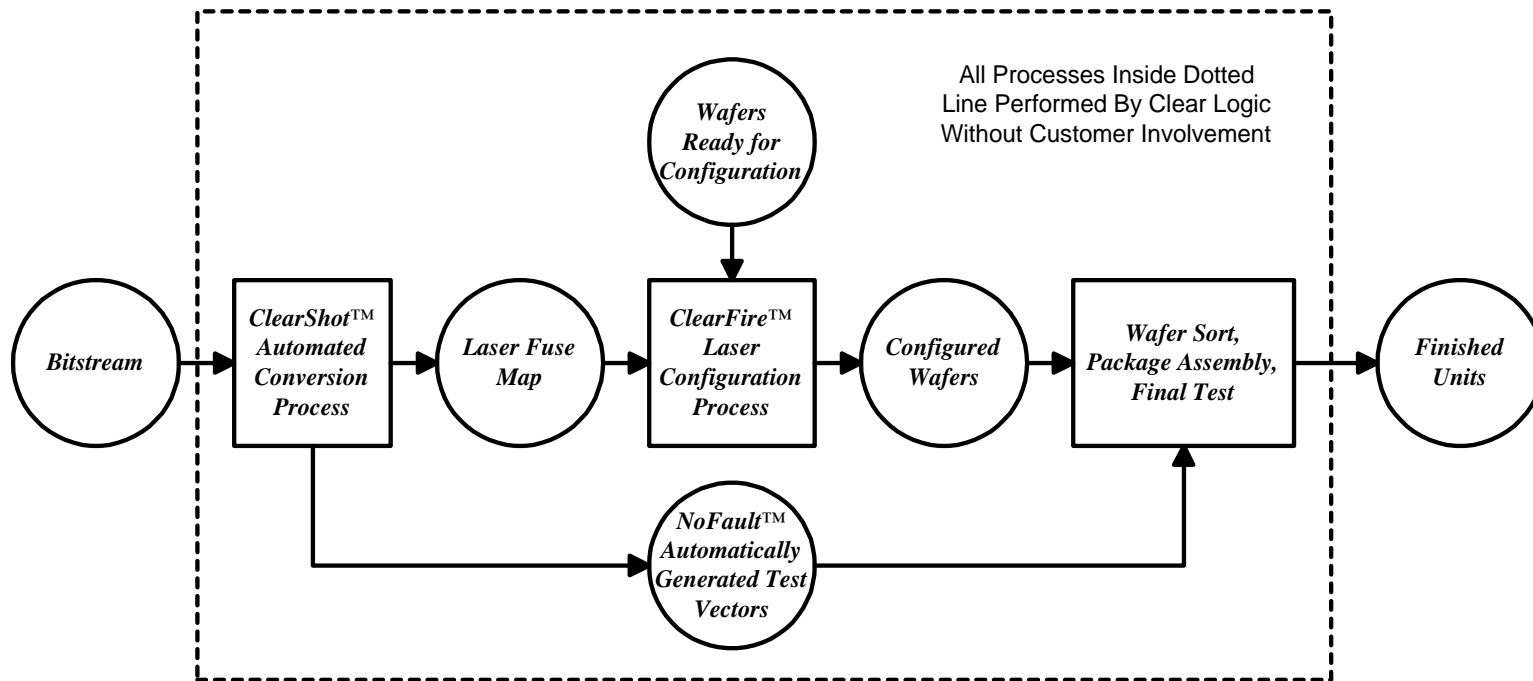 All Processes Inside Dotted
Line Performed By Clear Logic
Without Customer Involvement
Wafers
Ready for
Configuration
Bitstream
ClearShot™
Automated
Conversion
Process
Laser Fuse
Map
ClearFire™
Laser
Configuration
Process
Configured
Wafers
Wafer Sort,
Package Assembly,
Final Test
Finished
Units
NoFault™
Automatically
Generated Test
Vectors